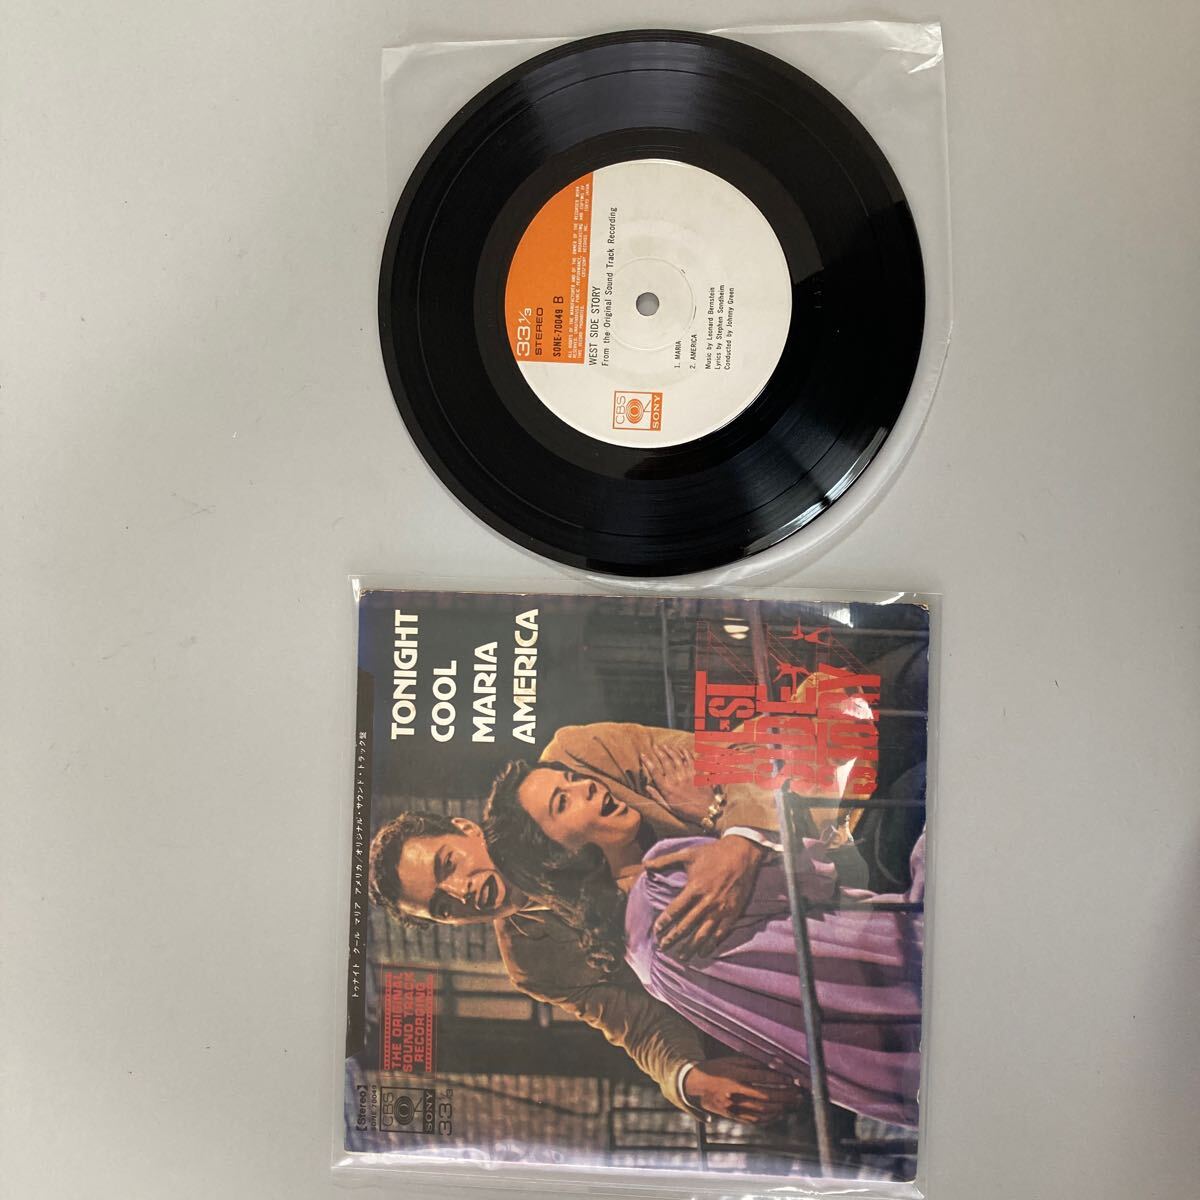 33⅓
STEREO
SONE-70049 B
WEST SIDE STORY
From the Original Sound Track Recording
CBS
SONY
1. MARIA
2. AMERICA
Music by Leonard Bernstein
Lyrics by Stephen Sondheim
Conducted by Johnny Green
トゥナイト クール マリア アメリカ/オリジナル・サウンド・トラック盤
TONIGHT
COOL
MARIA
AMERICA
WEST
SIDE
STORY
THE ORIGINAL
SOUND TRACK
RECORDING
【Stereo】
SONE 70049
CBS
SONY
33⅓